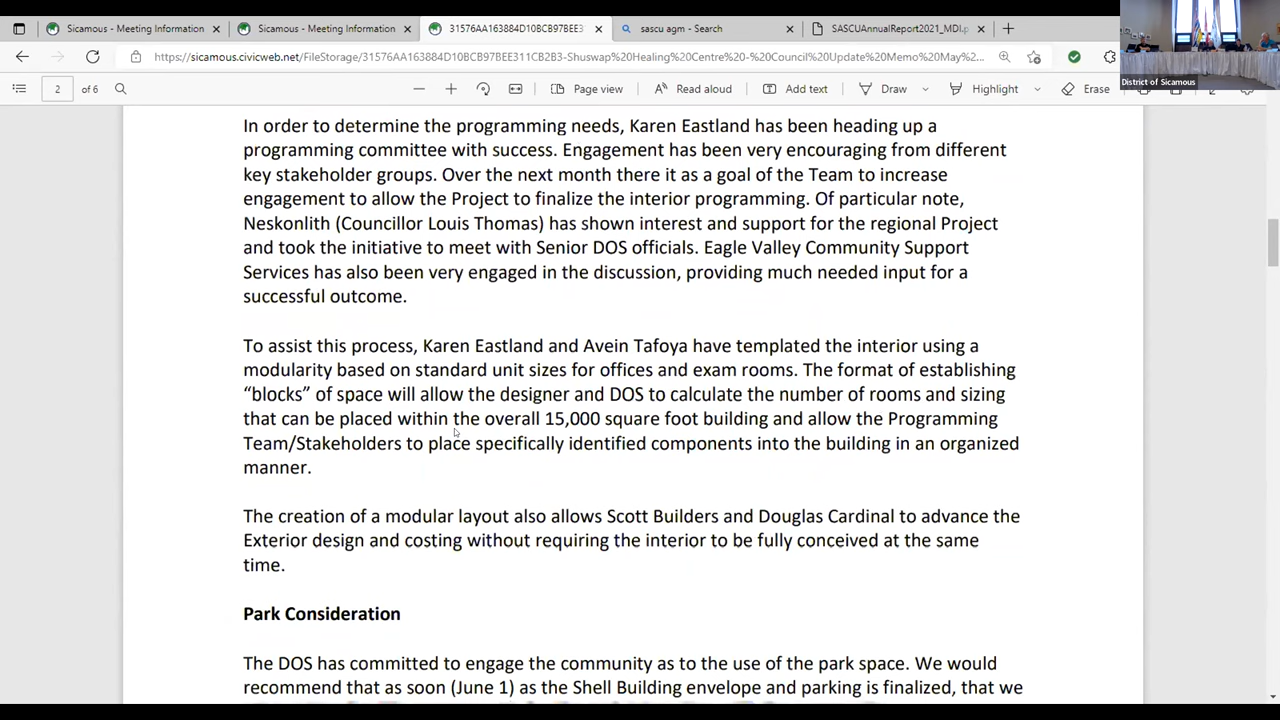 Sicamous - Meeting Information
Sicamous - Meeting Information
31576AA163884D10BCB97BEE3
sascu agm - Search
SASCUAnnualReport2021_MDI.p
https://sicamous.civicweb.net/FileStorage/31576AA163884D10BCB97BEE311CB2B3-Shuswap%20Healing%20Centre%20-%20Council%20Update%20Memo%20May%2...
District of Sicamous
2 of 6
Page view
Read aloud
Add text
Draw
Highlight
Erase
In order to determine the programming needs, Karen Eastland has been heading up a
programming committee with success. Engagement has been very encouraging from different
key stakeholder groups. Over the next month there it as a goal of the Team to increase
engagement to allow the Project to finalize the interior programming. Of particular note,
Neskonlith (Councillor Louis Thomas) has shown interest and support for the regional Project
and took the initiative to meet with Senior DOS officials. Eagle Valley Community Support
Services has also been very engaged in the discussion, providing much needed input for a
successful outcome.
To assist this process, Karen Eastland and Avein Tafoya have templated the interior using a
modularity based on standard unit sizes for offices and exam rooms. The format of establishing
“blocks” of space will allow the designer and DOS to calculate the number of rooms and sizing
that can be placed within the overall 15,000 square foot building and allow the Programming
Team/Stakeholders to place specifically identified components into the building in an organized
manner.
The creation of a modular layout also allows Scott Builders and Douglas Cardinal to advance the
Exterior design and costing without requiring the interior to be fully conceived at the same
time.
Park Consideration
The DOS has committed to engage the community as to the use of the park space. We would
recommend that as soon (June 1) as the Shell Building envelope and parking is finalized, that we